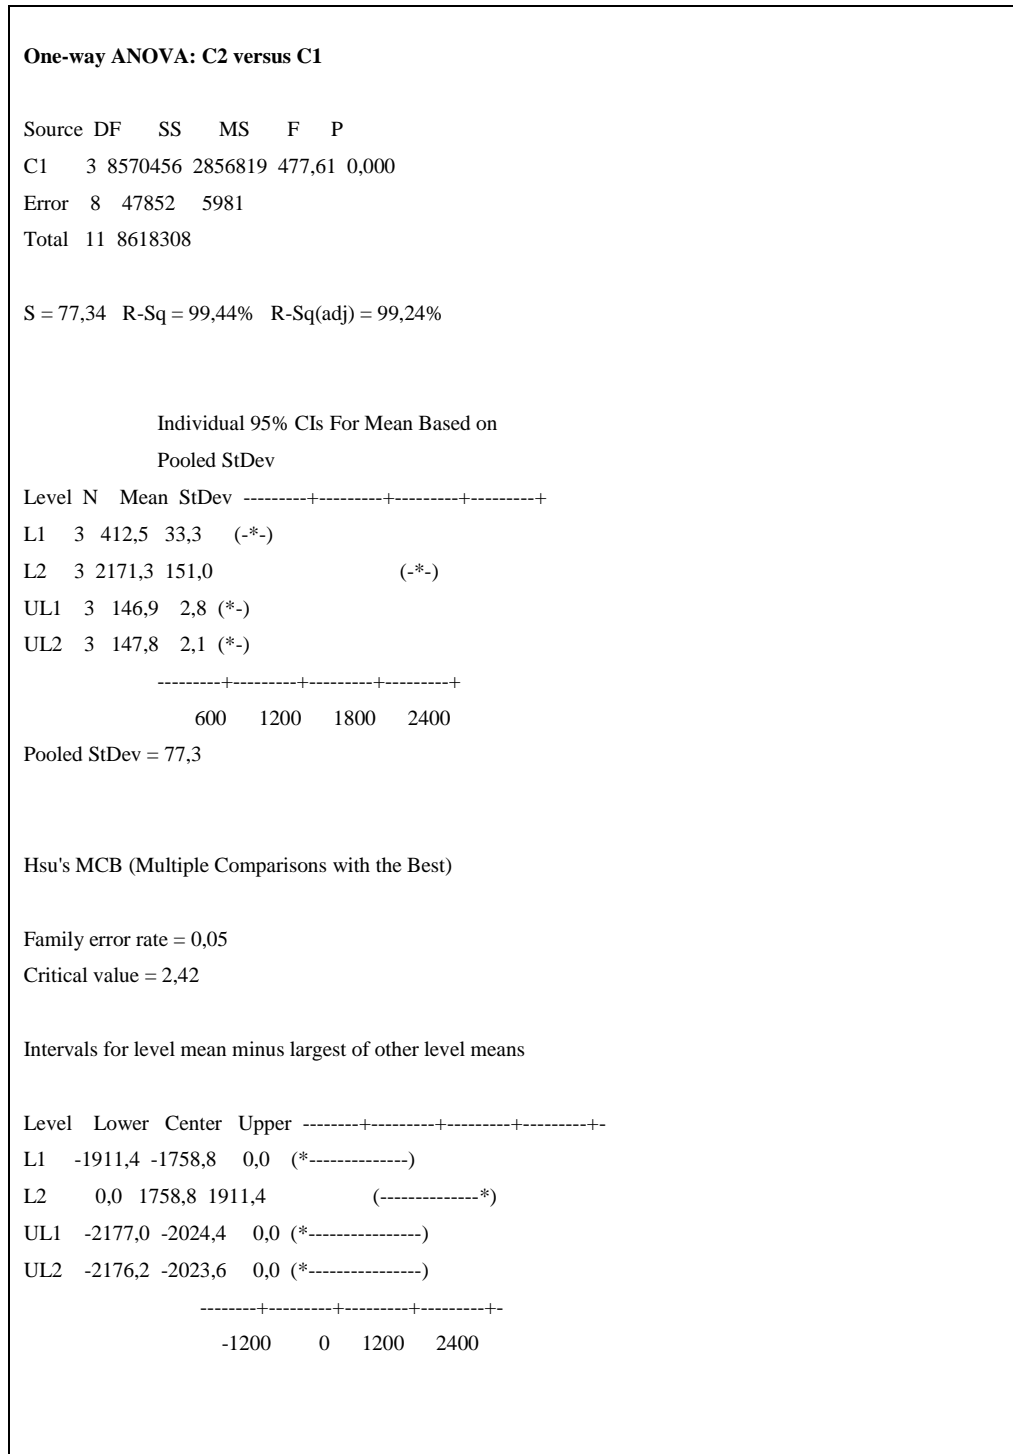 One-way ANOVA: C2 versus C1
Source DF SS MS F P
C1 3 8570456 2856819 477,61 0,000
Error 8 47852 5981
Total 11 8618308
S = 77,34 R-Sq = 99,44% R-Sq(adj) = 99,24%
Individual 95% CIs For Mean Based on
Pooled StDev
Level N Mean StDev ---------+---------+---------+---------+
L1 3 412,5 33,3 (-*-)
L2 3 2171,3 151,0 (-*-)
UL1 3 146,9 2,8 (*-)
UL2 3 147,8 2,1 (*-)
---------+---------+---------+---------+
600 1200 1800 2400
Pooled StDev = 77,3
Hsu's MCB (Multiple Comparisons with the Best)
Family error rate = 0,05
Critical value = 2,42
Intervals for level mean minus largest of other level means
Level Lower Center Upper --------+---------+---------+---------+-
L1 -1911,4 -1758,8 0,0 (*--------------)
L2 0,0 1758,8 1911,4 (--------------*)
UL1 -2177,0 -2024,4 0,0 (*----------------)
UL2 -2176,2 -2023,6 0,0 (*----------------)
--------+---------+---------+---------+-
-1200 0 1200 2400